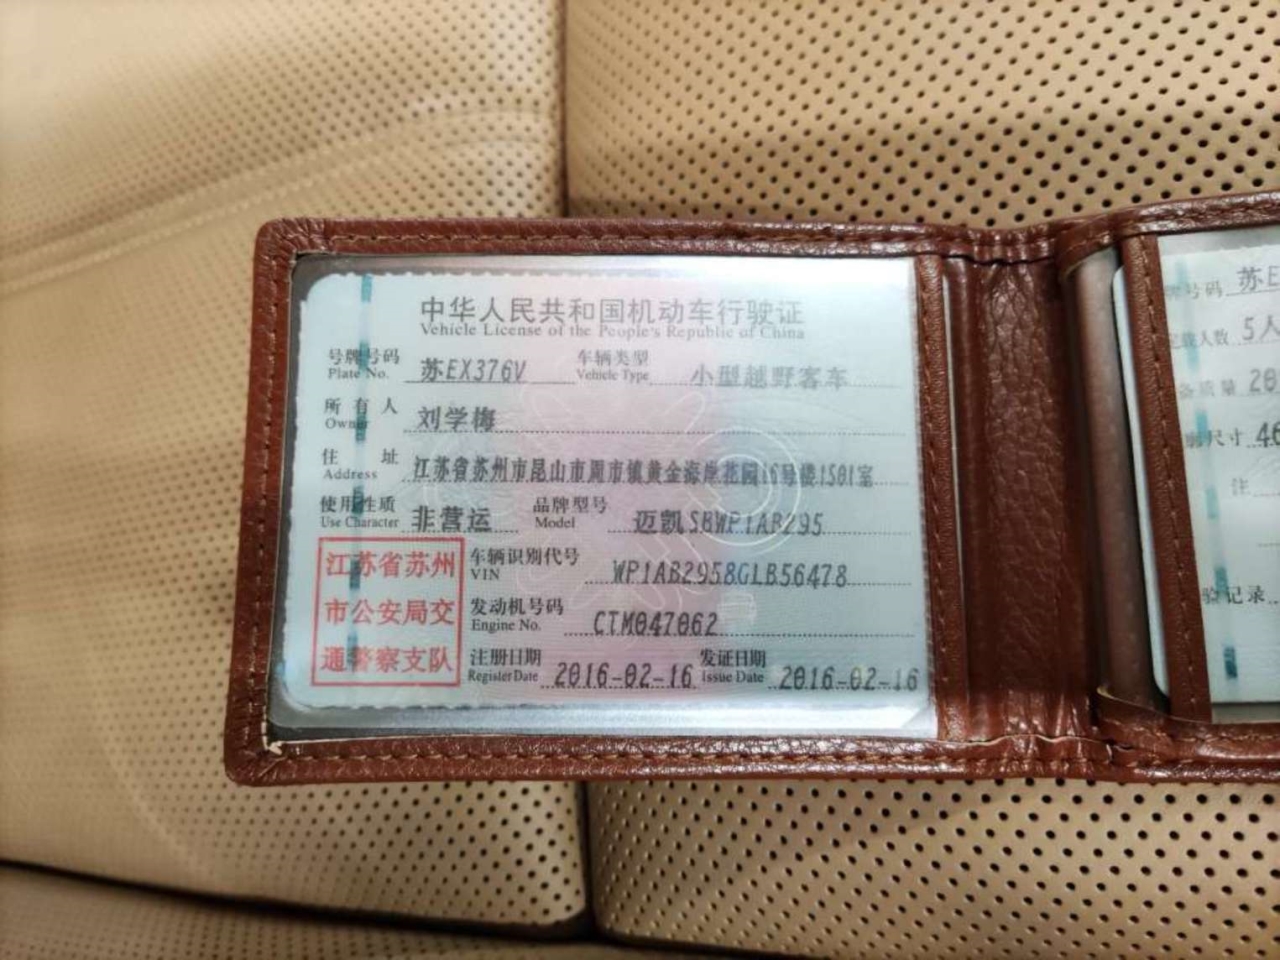 中华人民共和国机动车行驶证
Vehicle License of the People's Republic of China
号牌号码 苏EX376V 车辆类型 小型越野客车
Plate No. Vehicle Type
所有人 刘学梅
Owner
住址 江苏省苏州市昆山市周市镇黄金海岸花园16号楼1501室
Address
使用性质 非营运 品牌型号 迈凯SBWP1AB295
Use Character Model
江苏省苏州
市公安局交
通警察支队
车辆识别代号 WP1AB2958GLB56478
VIN
发动机号码 CTM047062
Engine No.
注册日期 2016-02-16 发证日期 2016-02-16
Register Date Issue Date
号码 苏E
载人数 5人
备质量 20
廓尺寸 46
注
验记录